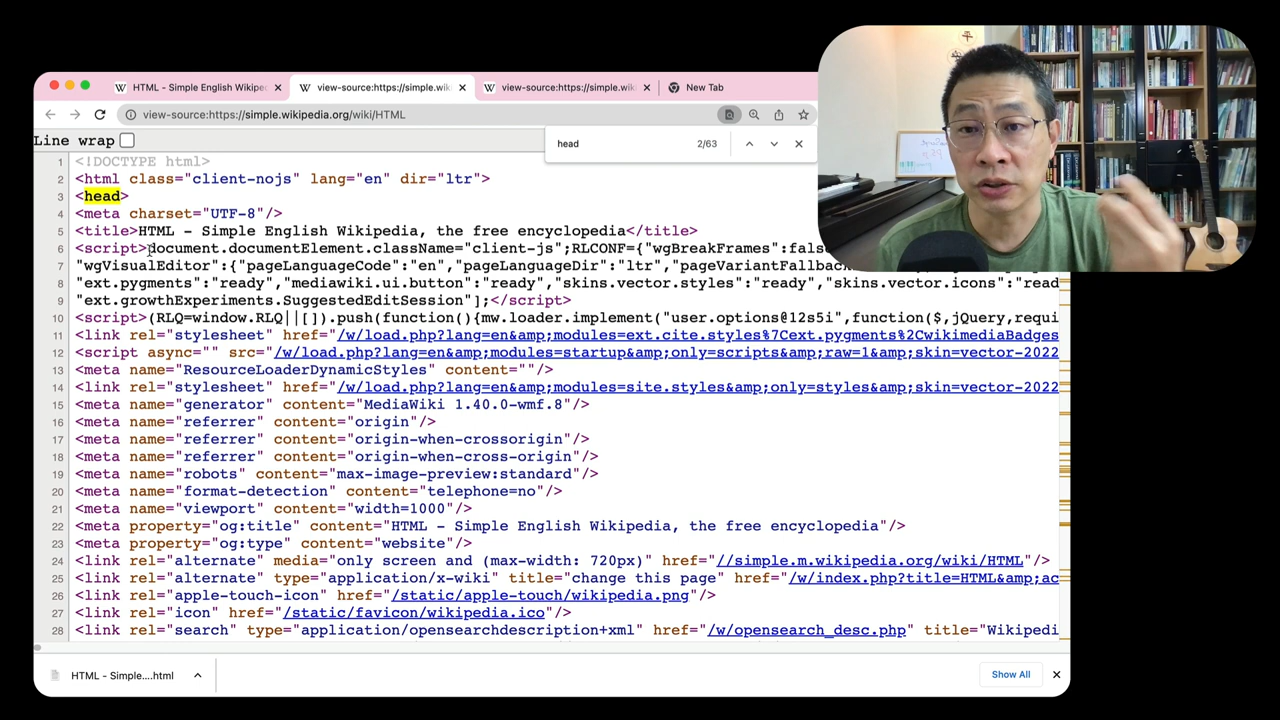 HTML - Simple English Wikipe
view-source:https://simple.wik
view-source:https://simple.wik
New Tab
view-source:https://simple.wikipedia.org/wiki/HTML
Line wrap
head
2/63
1 <!DOCTYPE html>
2 <html class="client-nojs" lang="en" dir="ltr">
3 <head>
4 <meta charset="UTF-8"/>
5 <title>HTML - Simple English Wikipedia, the free encyclopedia</title>
6 <script>document.documentElement.className="client-js";RLCONF={"wgBreakFrames":fals
7 "wgVisualEditor":{"pageLanguageCode":"en","pageLanguageDir":"ltr","pageVariantFallback
8 "ext.pygments":"ready","mediawiki.ui.button":"ready","skins.vector.styles":"ready","skins.vector.icons":"read
9 "ext.growthExperiments.SuggestedEditSession"];</script>
10 <script>(RLQ=window.RLQ||[]).push(function(){mw.loader.implement("user.options@12s5i",function($,jQuery,requi
11 <link rel="stylesheet" href="/w/load.php?lang=en&amp;modules=ext.cite.styles%7Cext.pygments%2CwikimediaBadges
12 <script async="" src="/w/load.php?lang=en&amp;modules=startup&amp;only=scripts&amp;raw=1&amp;skin=vector-2022
13 <meta name="ResourceLoaderDynamicStyles" content=""/>
14 <link rel="stylesheet" href="/w/load.php?lang=en&amp;modules=site.styles&amp;only=styles&amp;skin=vector-2022
15 <meta name="generator" content="MediaWiki 1.40.0-wmf.8"/>
16 <meta name="referrer" content="origin"/>
17 <meta name="referrer" content="origin-when-crossorigin"/>
18 <meta name="referrer" content="origin-when-cross-origin"/>
19 <meta name="robots" content="max-image-preview:standard"/>
20 <meta name="format-detection" content="telephone=no"/>
21 <meta name="viewport" content="width=1000"/>
22 <meta property="og:title" content="HTML - Simple English Wikipedia, the free encyclopedia"/>
23 <meta property="og:type" content="website"/>
24 <link rel="alternate" media="only screen and (max-width: 720px)" href="//simple.m.wikipedia.org/wiki/HTML"/>
25 <link rel="alternate" type="application/x-wiki" title="change this page" href="/w/index.php?title=HTML&amp;ac
26 <link rel="apple-touch-icon" href="/static/apple-touch/wikipedia.png"/>
27 <link rel="icon" href="/static/favicon/wikipedia.ico"/>
28 <link rel="search" type="application/opensearchdescription+xml" href="/w/opensearch_desc.php" title="Wikipedi
HTML - Simple....html
Show All